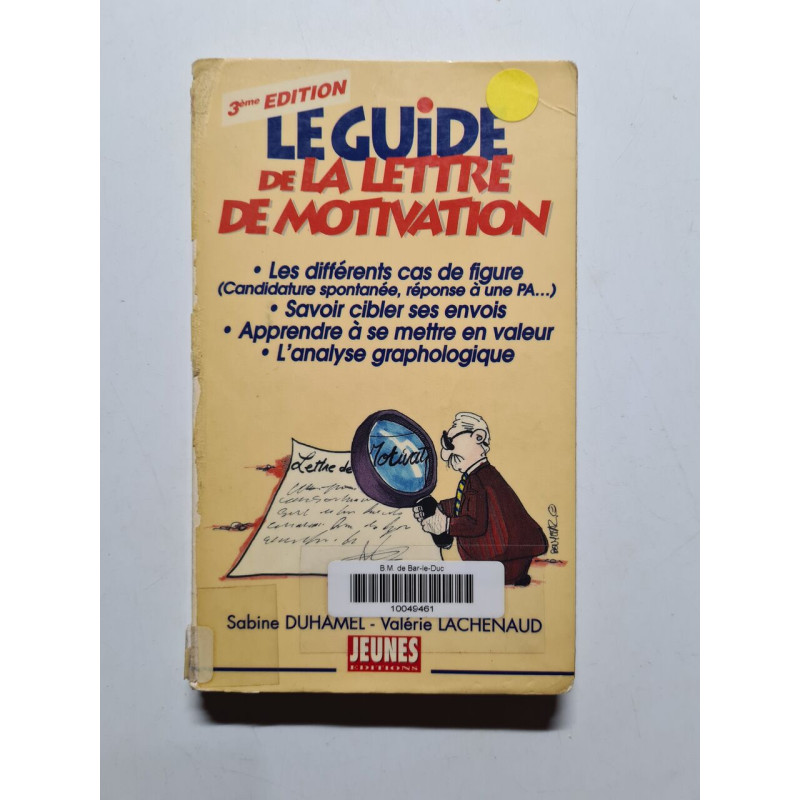 3ème EDITION
LE GUiDE
DE LA LETTRE
DE MOTIVATION
• Les différents cas de figure
(Candidature spontanée, réponse à une PA...)
• Savoir cibler ses envois
• Apprendre à se mettre en valeur
• L'analyse graphologique
Lettre de Motivat
B.M. de Bar-le-Duc
10049461
Sabine DUHAMEL - Valérie LACHENAUD
JEUNES
EDITIONS